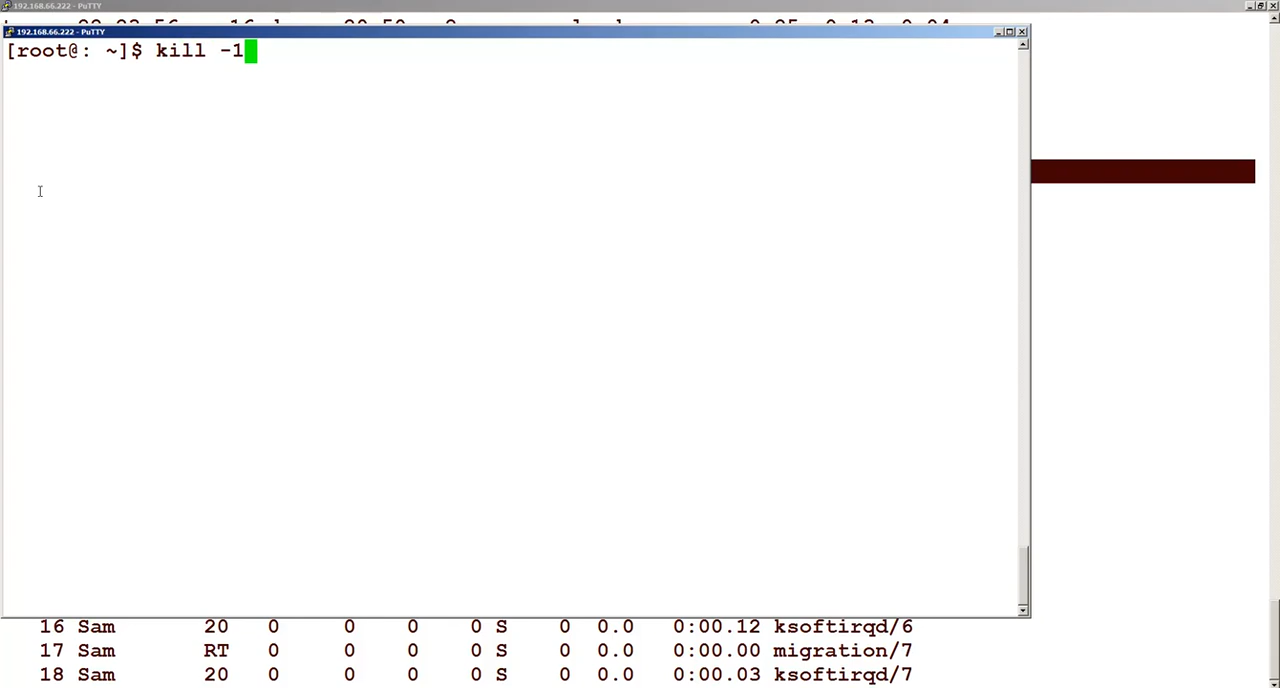 192.168.66.222 - PuTTY
192.168.66.222 - PuTTY
[root@: ~]$ kill -1
16 Sam 20 0 0 0 0 S 0 0.0 0:00.12 ksoftirqd/6
17 Sam RT 0 0 0 0 S 0 0.0 0:00.00 migration/7
18 Sam 20 0 0 0 0 S 0 0.0 0:00.03 ksoftirqd/7